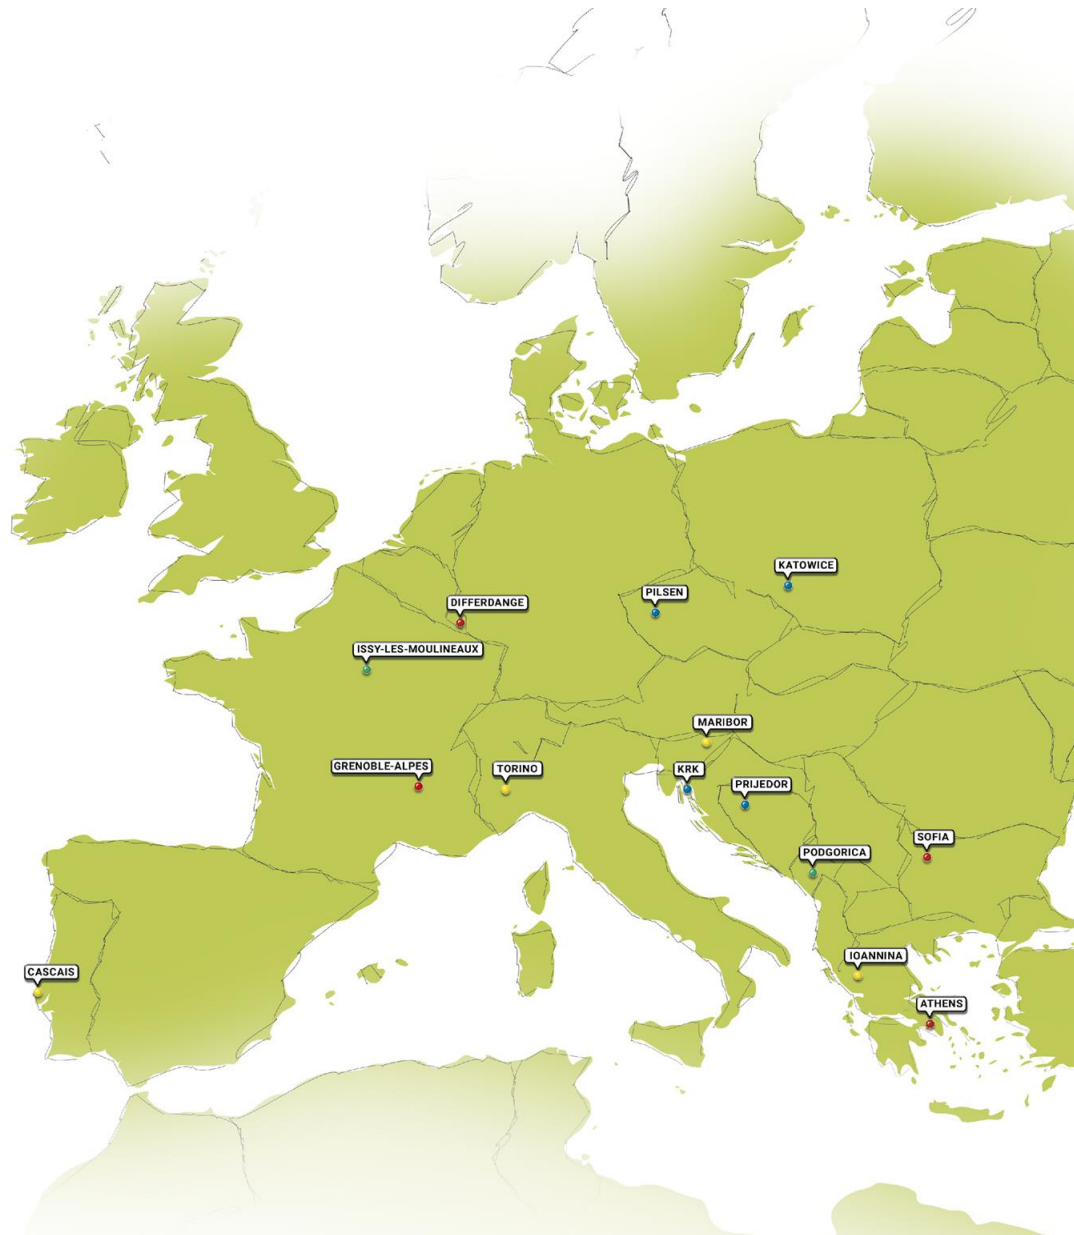 KATOWICE
PILSEN
DIFFERDANGE
ISSY-LES-MOULINEAUX
MARIBOR
GRENOBLE-ALPES
TORINO
KRK
PRIJEDOR
SOFIA
PODGORICA
IOANNINA
CASCAIS
ATHENS